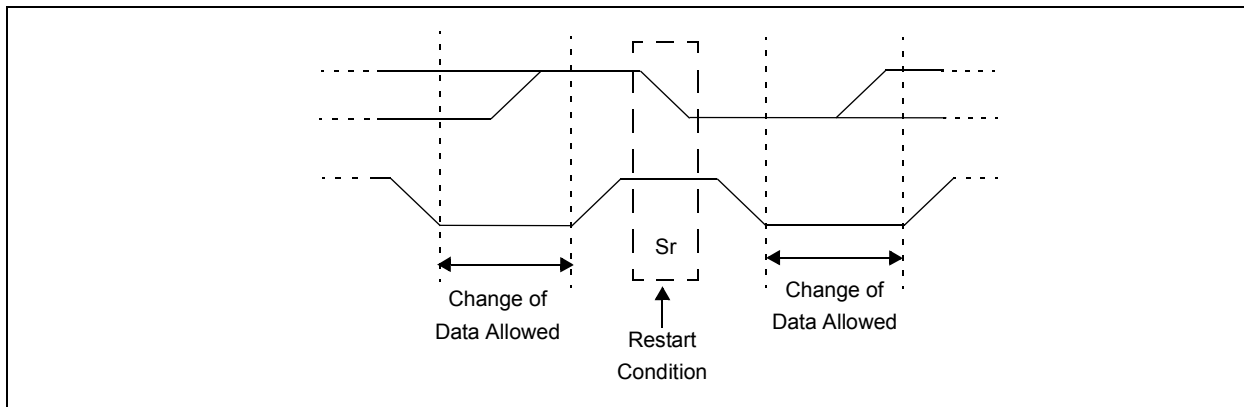 Sr
Change of
Data Allowed
Restart
Condition
Change of
Data Allowed